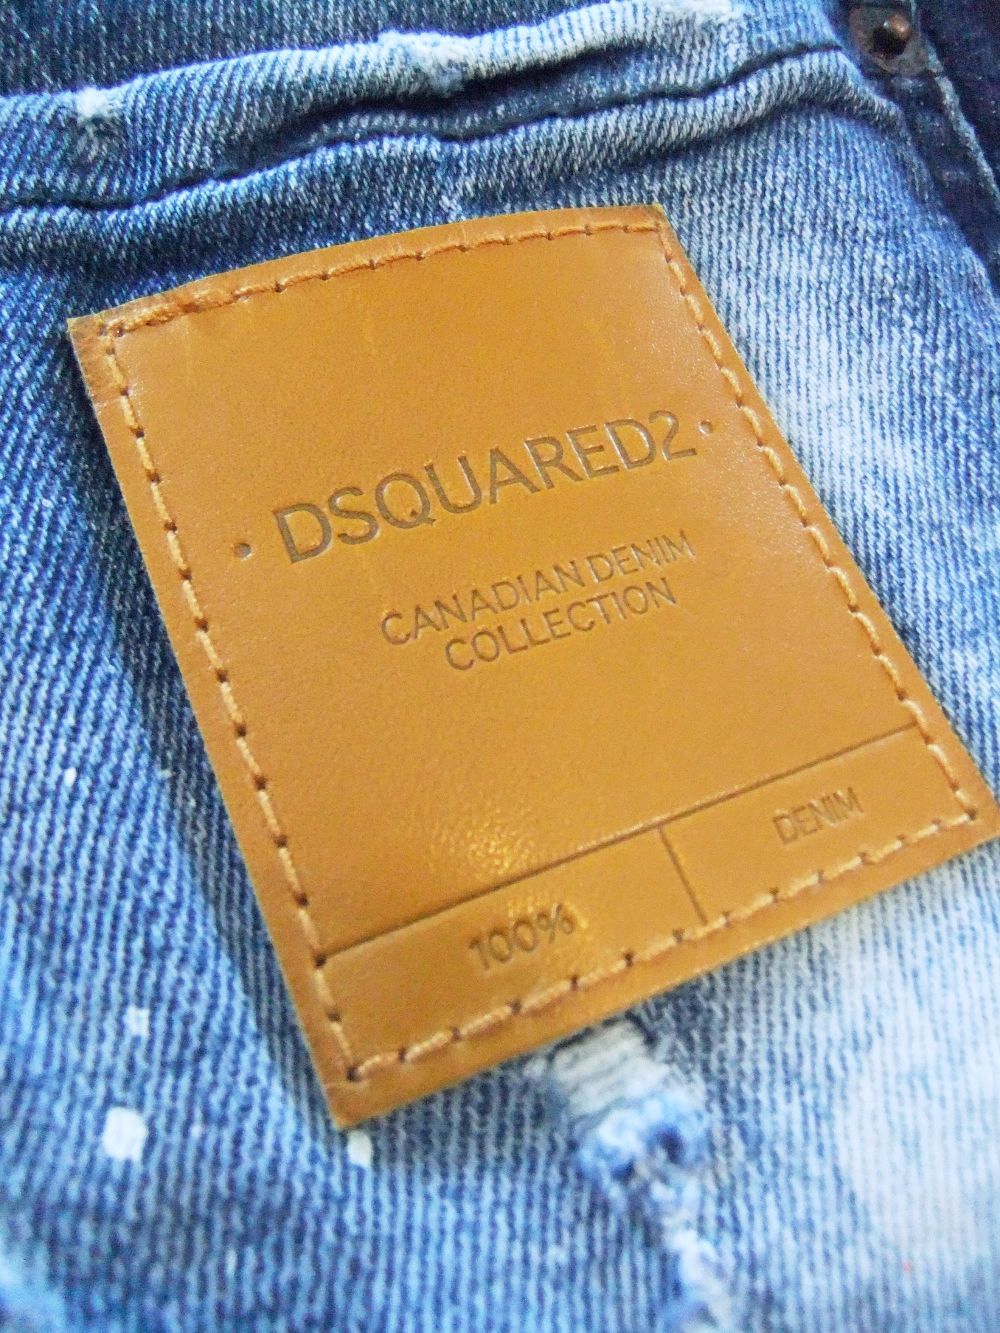 • DSQUARED2 •
CANADIAN DENIM
COLLECTION
100%
DENIM